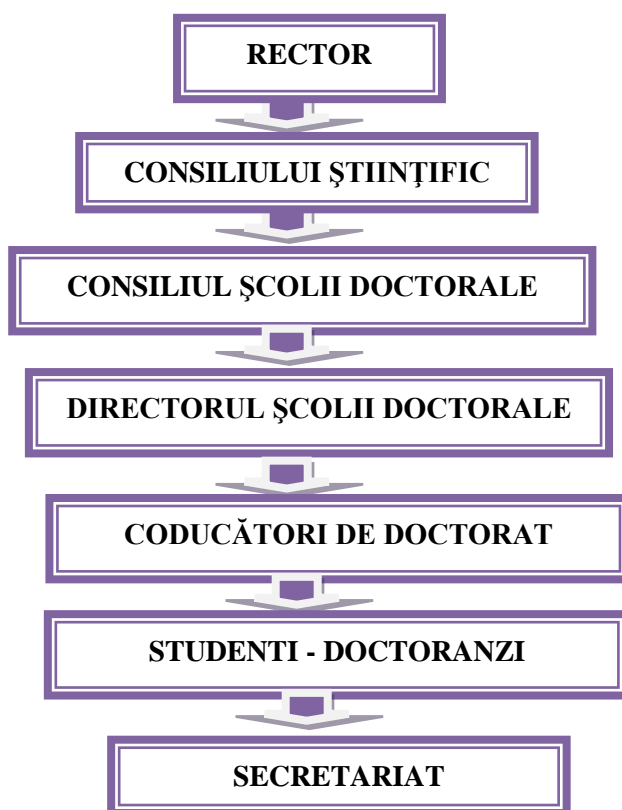 RECTOR
CONSILIULUI ŞTIINŢIFIC
CONSILIUL ŞCOLII DOCTORALE
DIRECTORUL ŞCOLII DOCTORALE
CODUCĂTORI DE DOCTORAT
STUDENTI - DOCTORANZI
SECRETARIAT